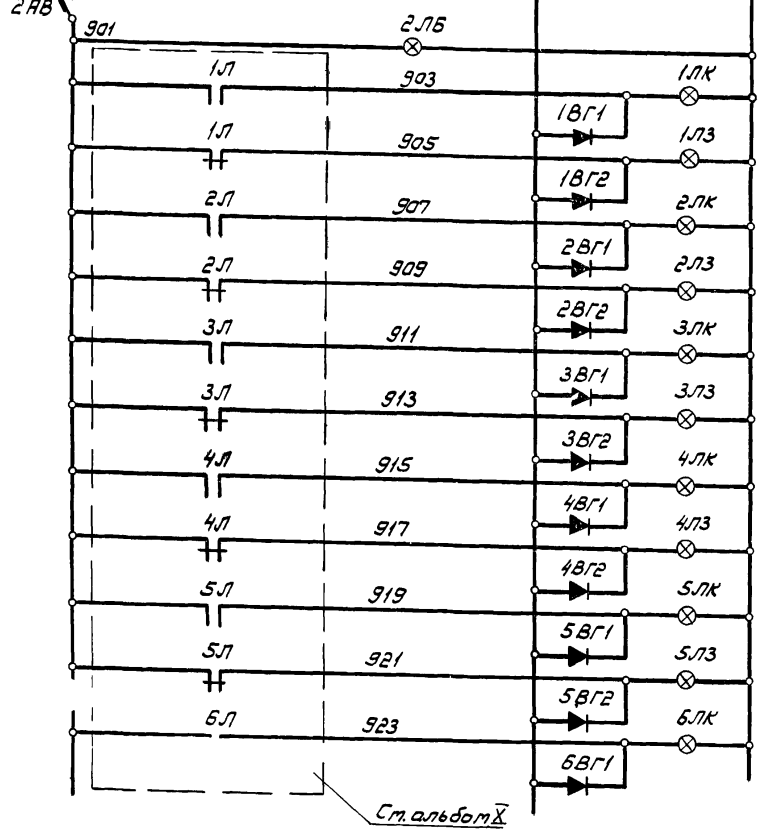 2АВ
901 2ЛБ
1Л 903 1ЛК
1ВГ1
1Л 905 1ЛЗ
1ВГ2
2Л 907 2ЛК
2ВГ1
2Л 909 2ЛЗ
2ВГ2
3Л 911 3ЛК
3ВГ1
3Л 913 3ЛЗ
3ВГ2
4Л 915 4ЛК
4ВГ1
4Л 917 4ЛЗ
4ВГ2
5Л 919 5ЛК
5ВГ1
5Л 921 5ЛЗ
5ВГ2
6Л 923 6ЛК
6ВГ1
См. альбом X